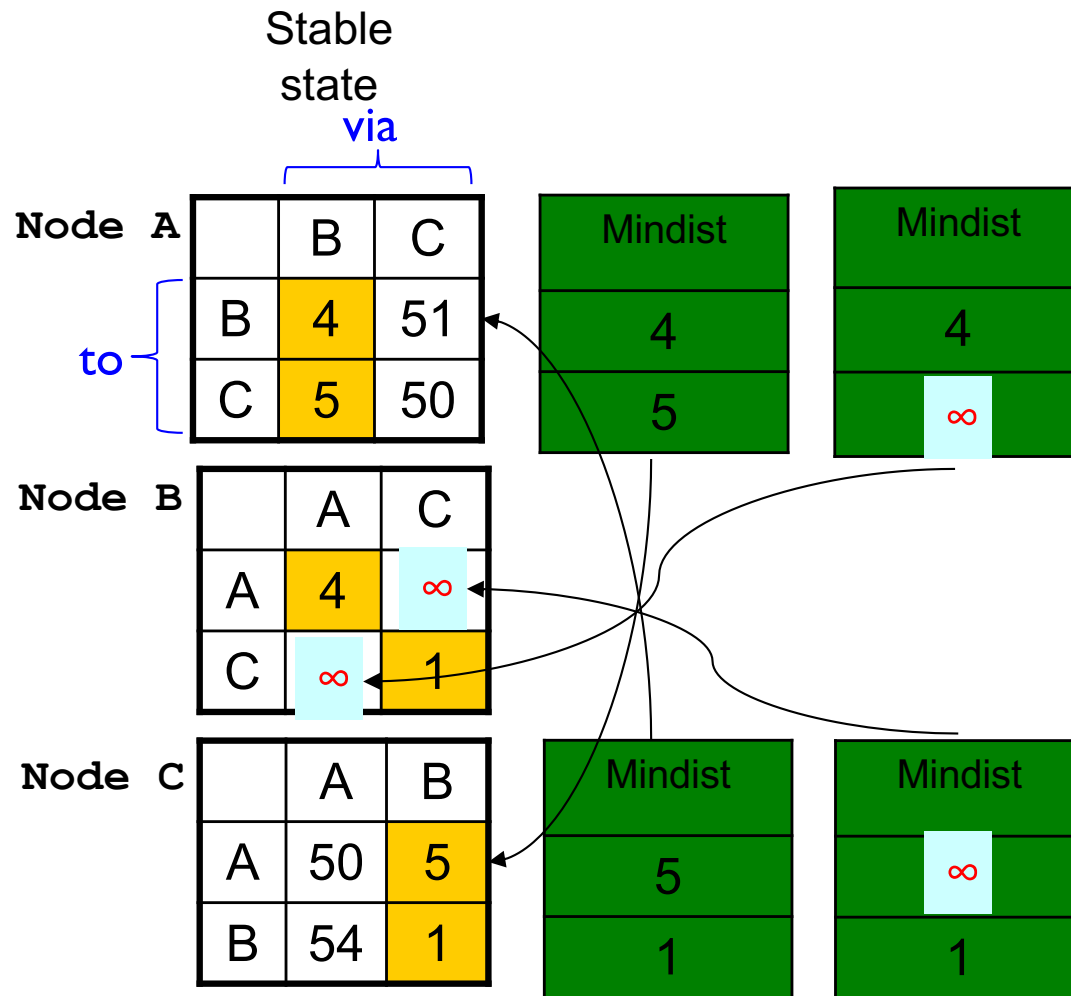 Stable
state
via
Node A
B C
B 4 51
C 5 50
to
Mindist
4
5
Mindist
4
∞
Node B
A C
A 4 ∞
C ∞ 1
Node C
A B
A 50 5
B 54 1
Mindist
5
1
Mindist
∞
1